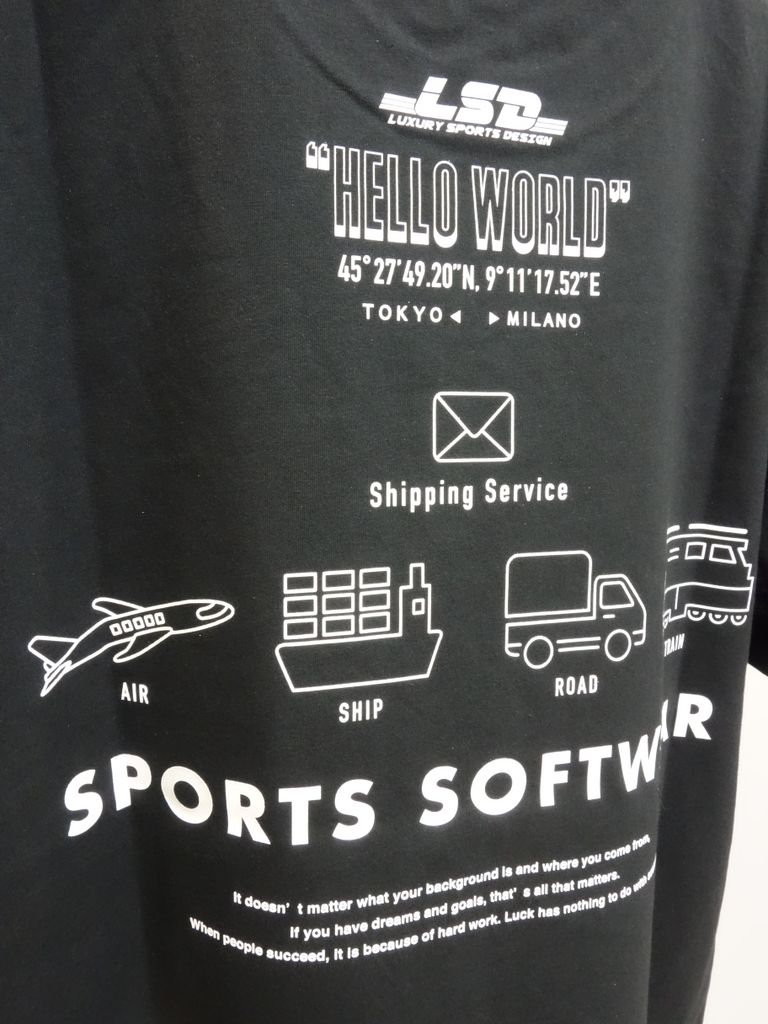 LSD
LUXURY SPORTS DESIGN
“HELLO WORLD”
45°27'49.20"N, 9°11'17.52"E
TOKYO◀ ▶MILANO
Shipping Service
AIR
SHIP
ROAD
TRAIN
SPORTS SOFTW R
It doesn' t matter what your background is and where you come from,
If you have dreams and goals, that' s all that matters.
When people succeed, it is because of hard work. Luck has nothing to do with